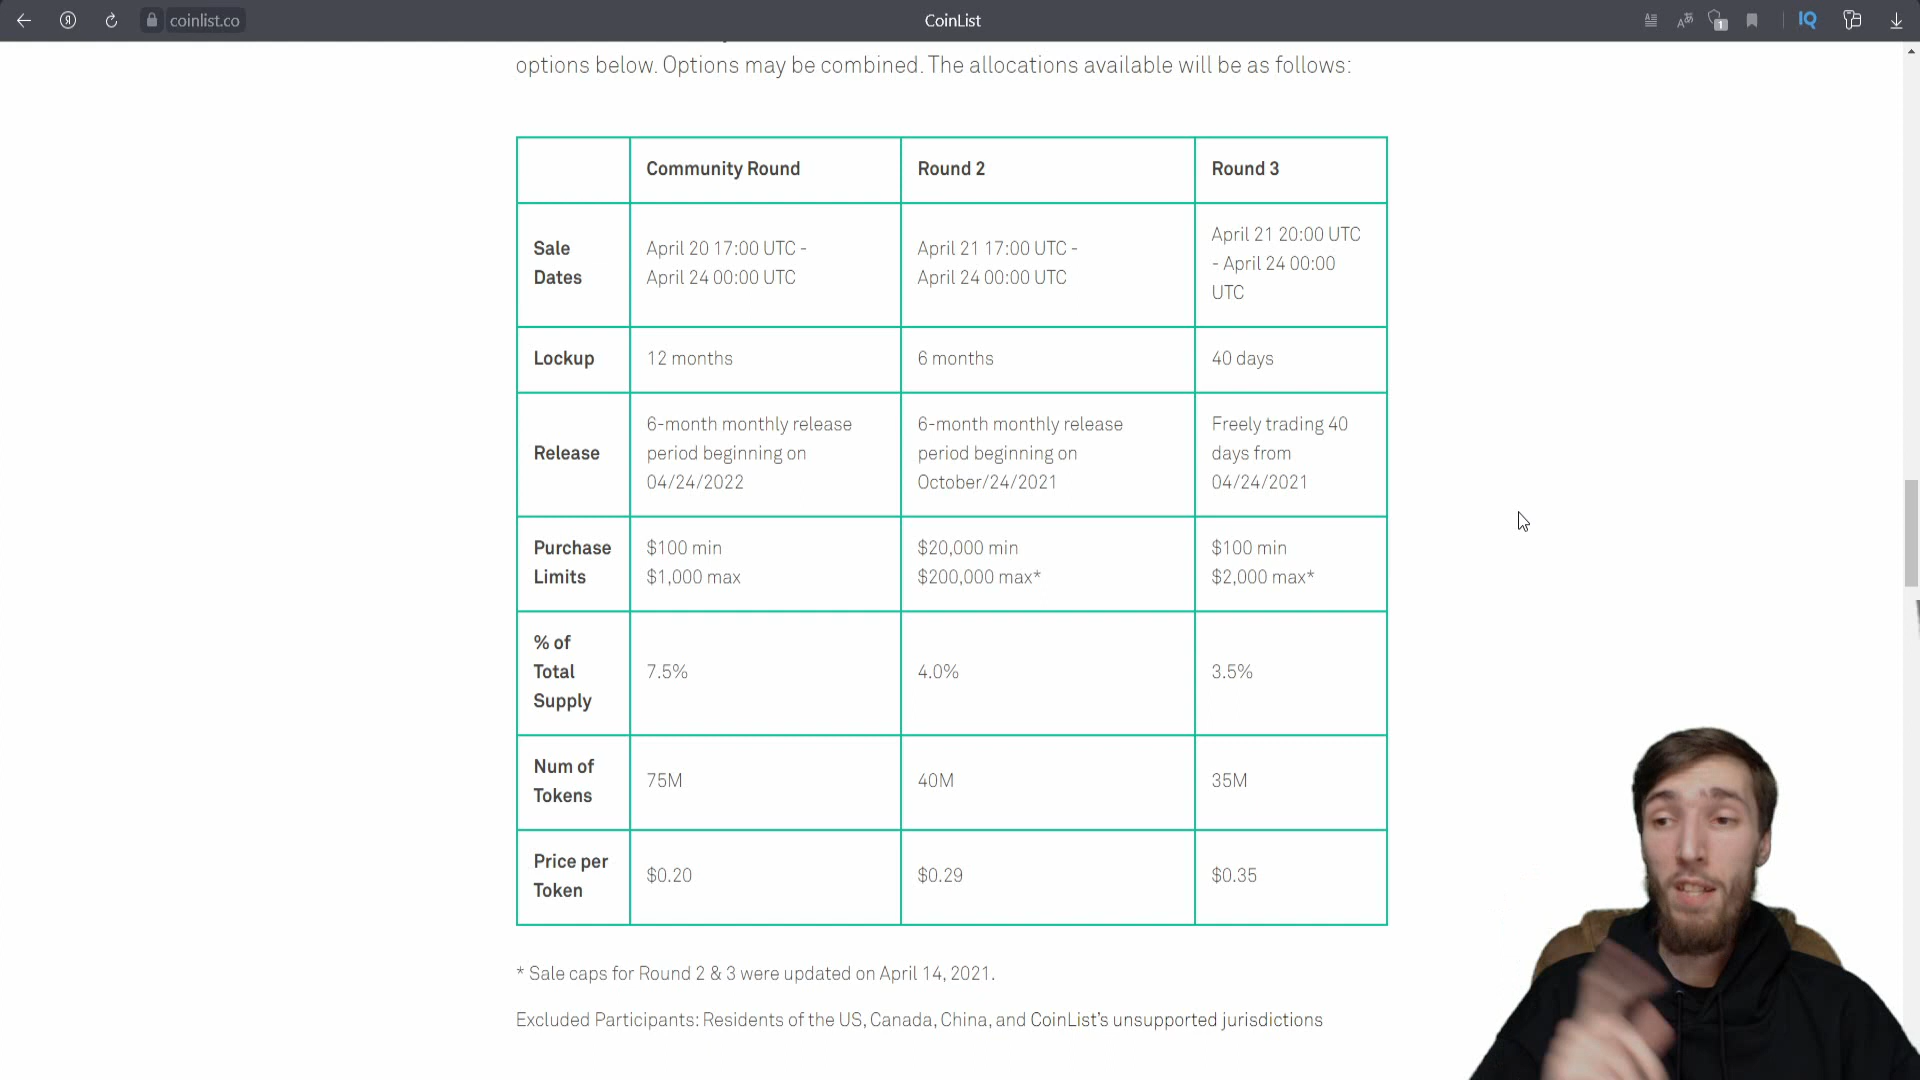 coinlist.co
CoinList
1
IQ
options below. Options may be combined. The allocations available will be as follows:
Community Round
Round 2
Round 3
Sale
Dates
April 20 17:00 UTC -
April 24 00:00 UTC
April 21 17:00 UTC -
April 24 00:00 UTC
April 21 20:00 UTC
- April 24 00:00
UTC
Lockup
12 months
6 months
40 days
Release
6-month monthly release
period beginning on
04/24/2022
6-month monthly release
period beginning on
October/24/2021
Freely trading 40
days from
04/24/2021
Purchase
Limits
$100 min
$1,000 max
$20,000 min
$200,000 max*
$100 min
$2,000 max*
% of
Total
Supply
7.5%
4.0%
3.5%
Num of
Tokens
75M
40M
35M
Price per
Token
$0.20
$0.29
$0.35
* Sale caps for Round 2 & 3 were updated on April 14, 2021.
Excluded Participants: Residents of the US, Canada, China, and CoinList's unsupported jurisdictions